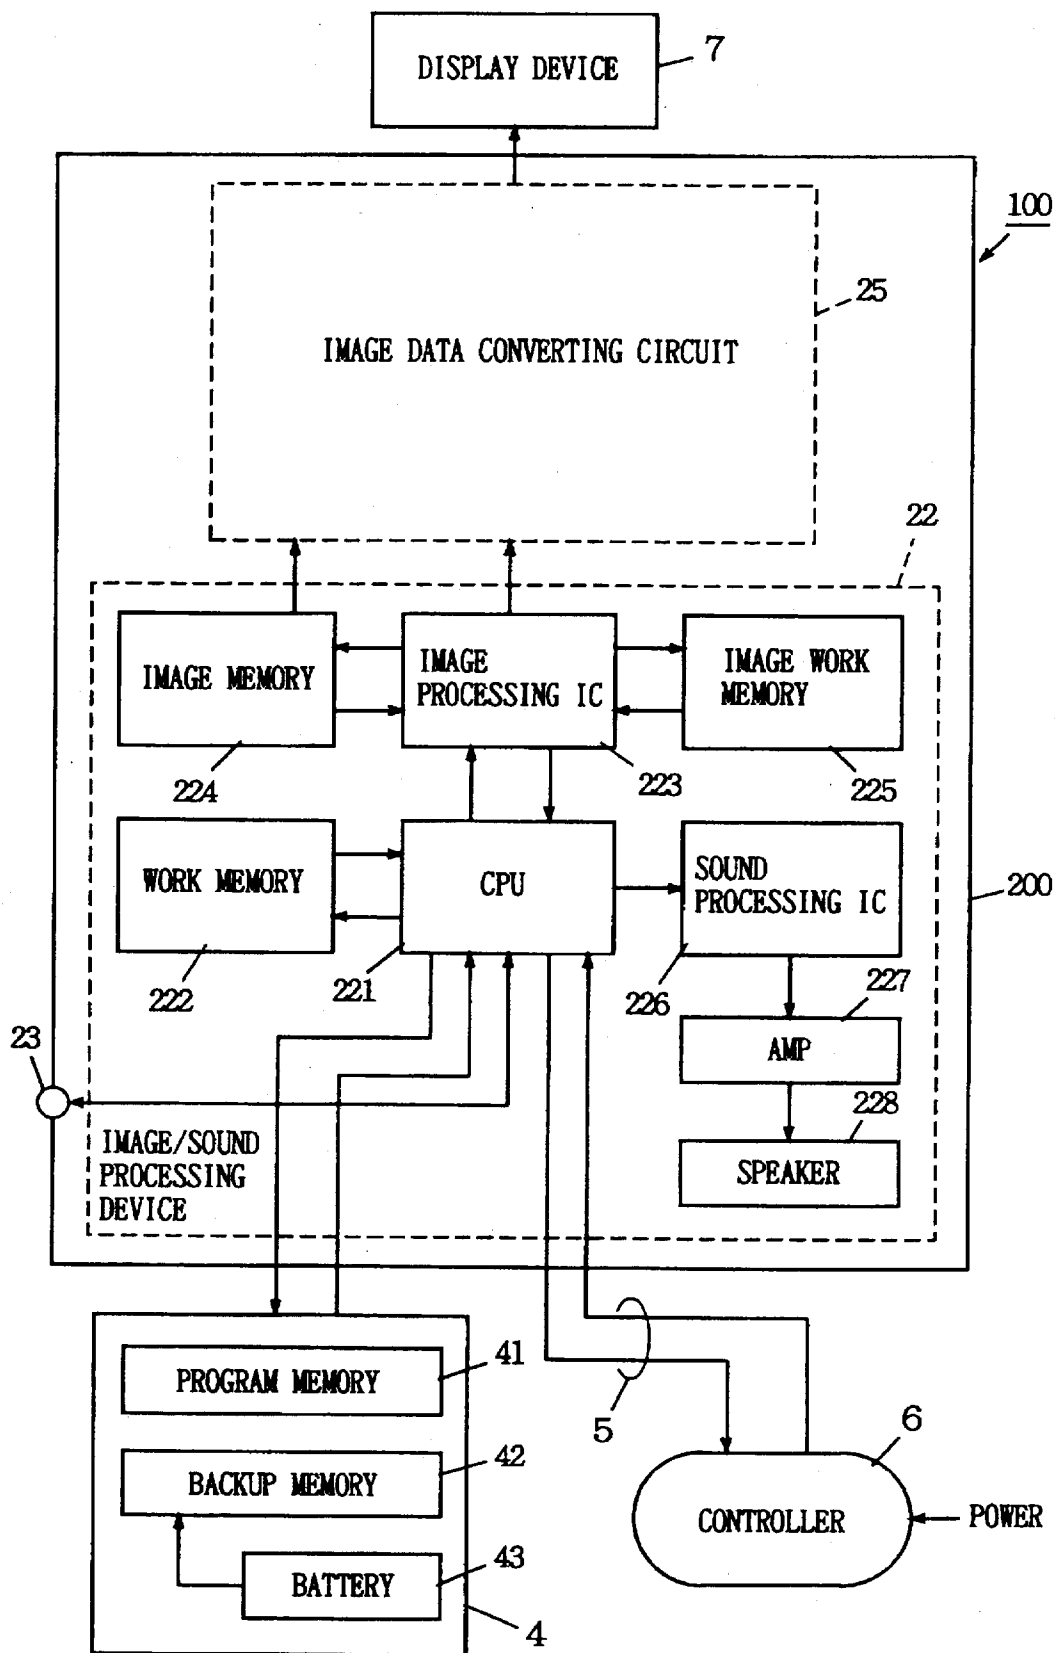 DISPLAY DEVICE
7
100
25
IMAGE DATA CONVERTING CIRCUIT
22
IMAGE MEMORY
IMAGE
PROCESSING IC
IMAGE WORK
MEMORY
224
223
225
WORK MEMORY
CPU
SOUND
PROCESSING IC
200
222
221
226
227
23
AMP
228
IMAGE/SOUND
PROCESSING
DEVICE
SPEAKER
PROGRAM MEMORY
41
5
6
BACKUP MEMORY
42
CONTROLLER
POWER
BATTERY
43
4